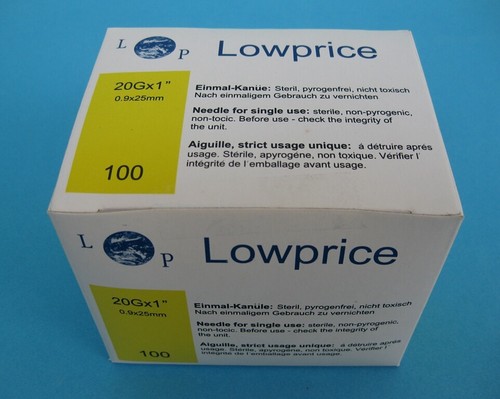 L P Lowprice
20Gx1"
0.9x25mm
100
Einmal-Kanüe: Steril, pyrogenfrei, nicht toxisch
Nach einmaligem Gebrauch zu vernichten
Needle for single use: sterile, non-pyrogenic,
non-tocic. Before use - check the integrity of
the unit.
Aiguille, strict usage unique: á détruire aprés
usage. Stérile, apyrogéne, non toxique. Vérifier l'
intégrité de l'emballage avant usage.
L P Lowprice
20Gx1"
0.9x25mm
100
Einmal-Kanüle: Steril, pyrogenfrei, nicht toxisch
Nach einmaligem Gebrauch zu vernichten
Needle for single use: sterile, non-pyrogenic,
non-tocic. Before use - check the integrity of
the unit.
Aiguille, strict usage unique: á détruire aprés
usage. Stérile, apyrogéne, non toxique. Vérifier l'
intégrité de l'emballage avant usage.